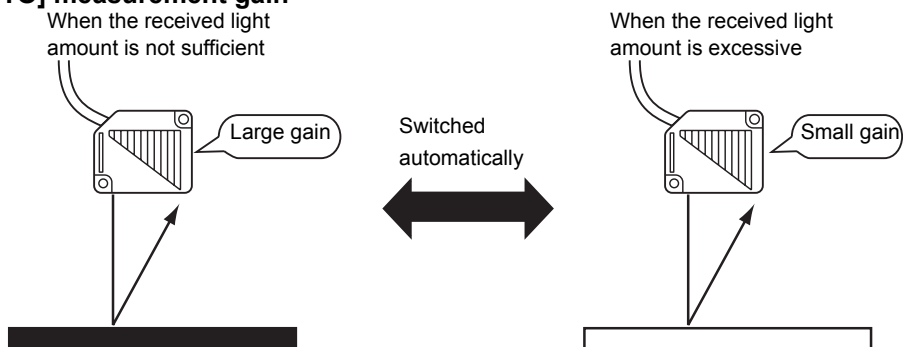 measurement gain
When the received light
amount is not sufficient
Large gain
Switched
automatically
When the received light
amount is excessive
Small gain